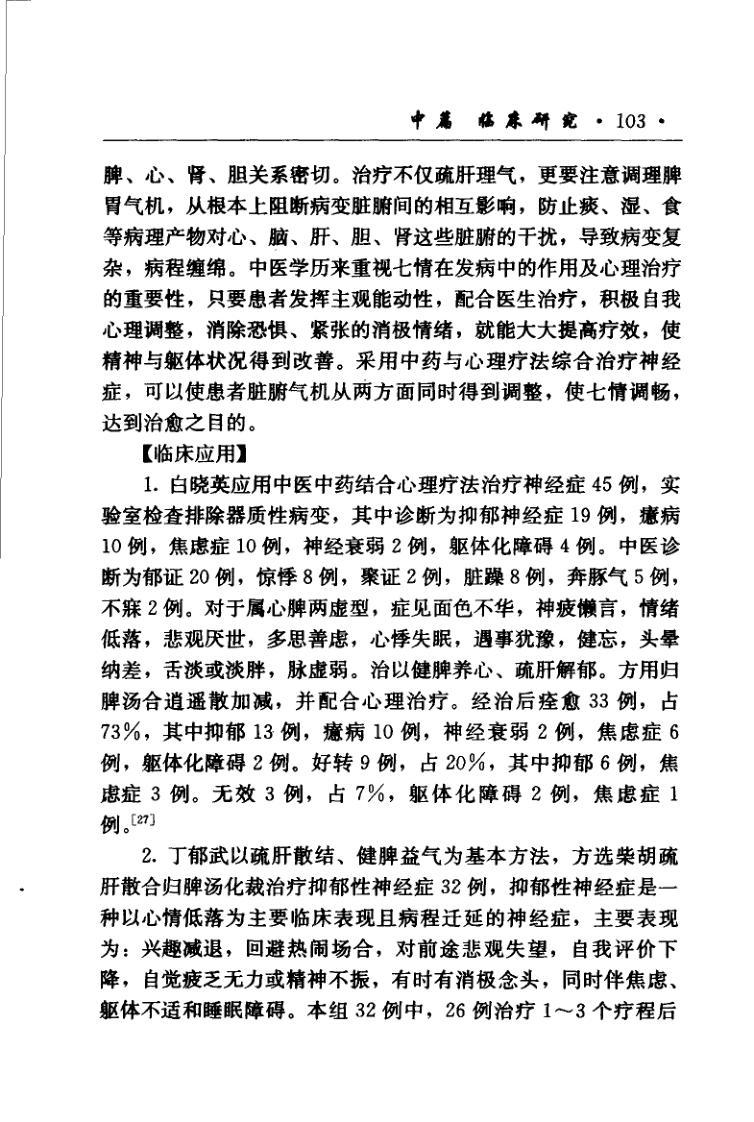 中篇 临床研究 · 103 ·
脾、心、肾、胆关系密切。治疗不仅疏肝理气，更要注意调理脾
胃气机，从根本上阻断病变脏腑间的相互影响，防止痰、湿、食
等病理产物对心、脑、肝、胆、肾这些脏腑的干扰，导致病变复
杂，病程缠绵。中医学历来重视七情在发病中的作用及心理治疗
的重要性，只要患者发挥主观能动性，配合医生治疗，积极自我
心理调整，消除恐惧、紧张的消极情绪，就能大大提高疗效，使
精神与躯体状况得到改善。采用中药与心理疗法综合治疗神经
症，可以使患者脏腑气机从两方面同时得到调整，使七情调畅，
达到治愈之目的。
【临床应用】
1. 白晓英应用中医中药结合心理疗法治疗神经症 45 例，实
验室检查排除器质性病变，其中诊断为抑郁神经症 19 例，癔病
10 例，焦虑症 10 例，神经衰弱 2 例，躯体化障碍 4 例。中医诊
断为郁证 20 例，惊悸 8 例，聚证 2 例，脏躁 8 例，奔豚气 5 例，
不寐 2 例。对于属心脾两虚型，症见面色不华，神疲懒言，情绪
低落，悲观厌世，多思善虑，心悸失眠，遇事犹豫，健忘，头晕
纳差，舌淡或淡胖，脉虚弱。治以健脾养心、疏肝解郁。方用归
脾汤合逍遥散加减，并配合心理治疗。经治后痊愈 33 例，占
73%，其中抑郁 13 例，癔病 10 例，神经衰弱 2 例，焦虑症 6
例，躯体化障碍 2 例。好转 9 例，占 20%，其中抑郁 6 例，焦
虑症 3 例。无效 3 例，占 7%，躯体化障碍 2 例，焦虑症 1
例。[27]
2. 丁郁武以疏肝散结、健脾益气为基本方法，方选柴胡疏
肝散合归脾汤化裁治疗抑郁性神经症 32 例，抑郁性神经症是一
种以心情低落为主要临床表现且病程迁延的神经症，主要表现
为：兴趣减退，回避热闹场合，对前途悲观失望，自我评价下
降，自觉疲乏无力或精神不振，有时有消极念头，同时伴焦虑、
躯体不适和睡眠障碍。本组 32 例中，26 例治疗 1～3 个疗程后